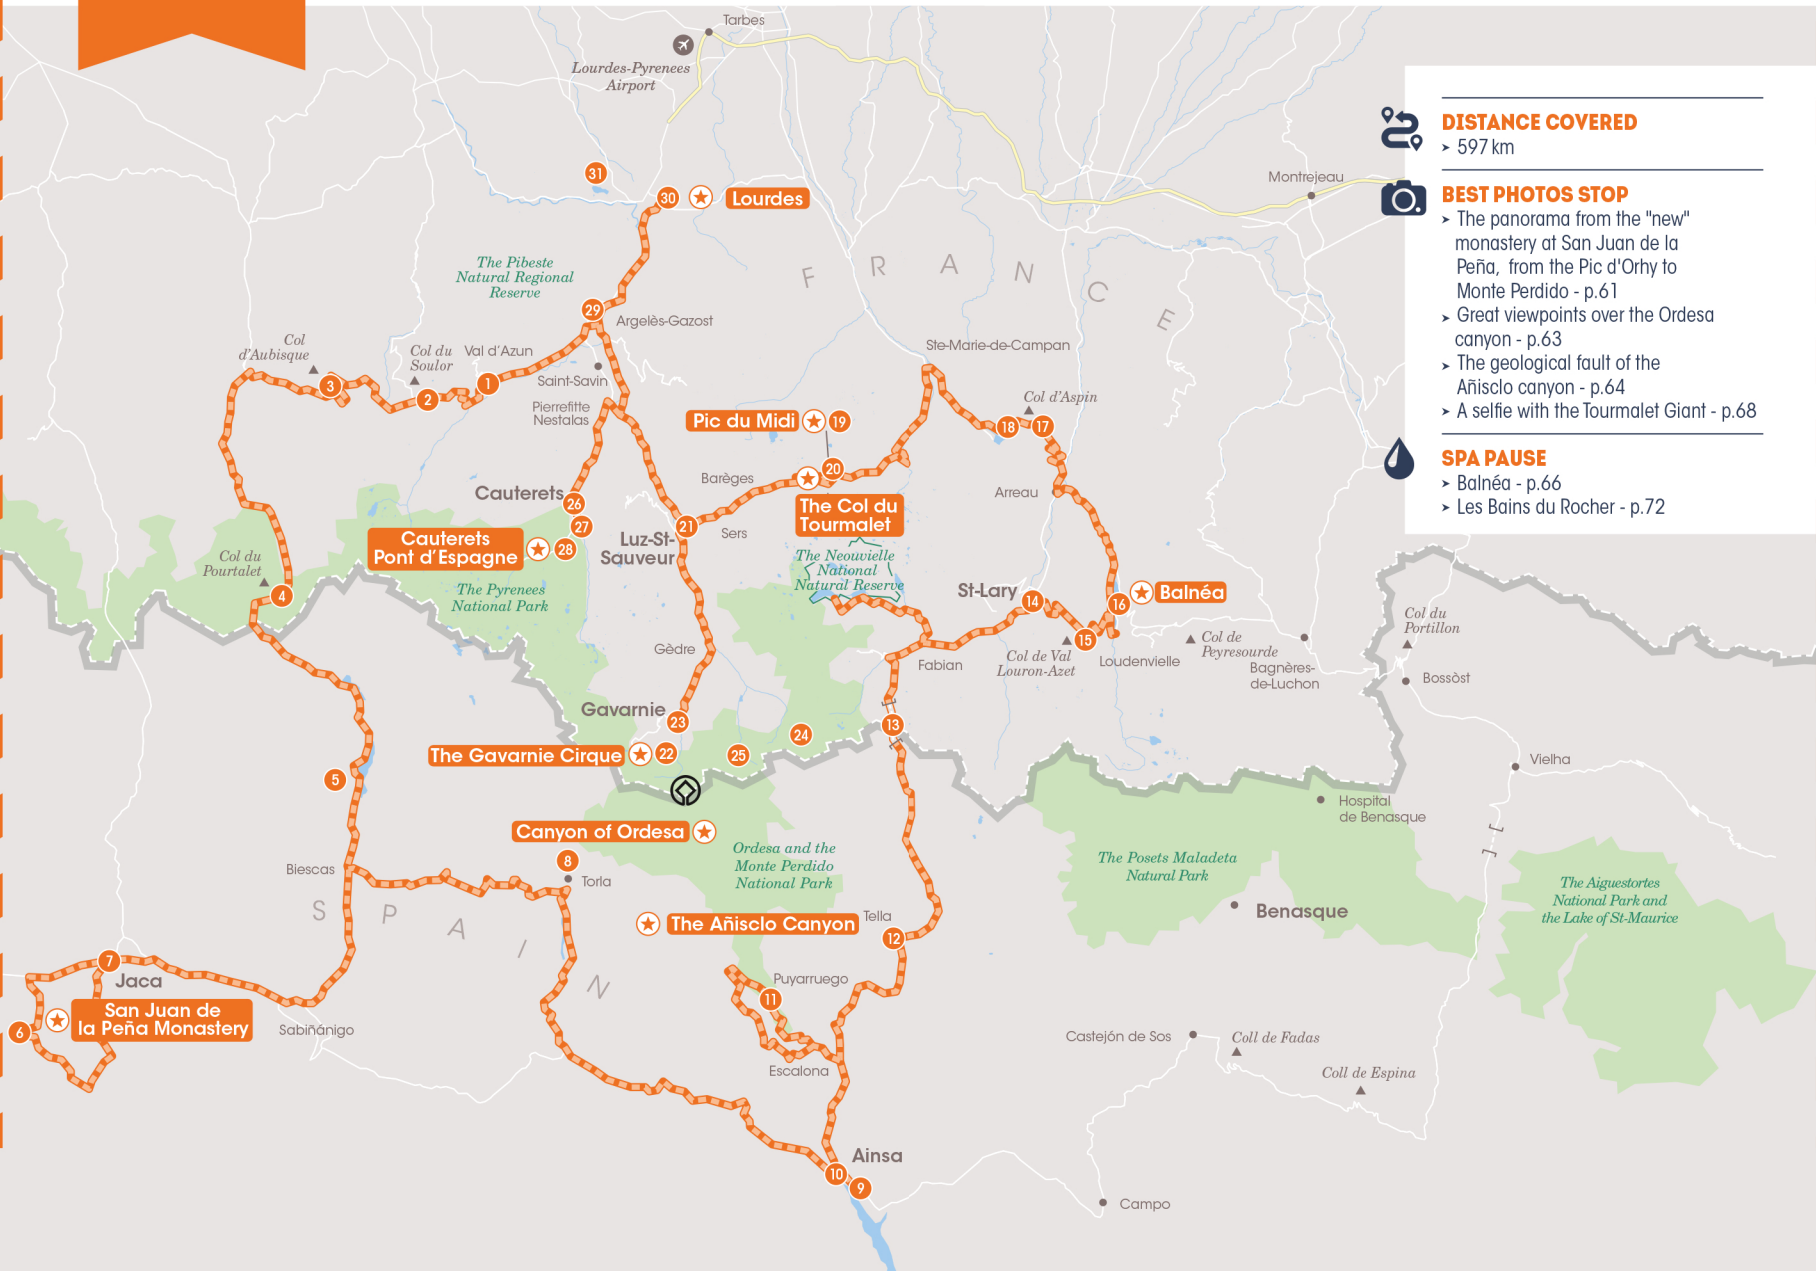 Tarbes
Lourdes-Pyrenees
Airport
31
30
Lourdes
Montrejeau
DISTANCE COVERED
➤ 597 km
BEST PHOTOS STOP
➤ The panorama from the "new"
monastery at San Juan de la
Peña, from the Pic d'Orhy to
Monte Perdido - p.61
➤ Great viewpoints over the Ordesa
canyon - p.63
➤ The geological fault of the
Añisclo canyon - p.64
➤ A selfie with the Tourmalet Giant - p.68
SPA PAUSE
➤ Balnéa - p.66
➤ Les Bains du Rocher - p.72
The Pibeste
Natural Regional
Reserve
FRANCE
29
Argelès-Gazost
Col
d'Aubisque
Col du
Soulor
Val d'Azun
Saint-Savin
Pierrefitte
Nestalas
3
2
1
Ste-Marie-de-Campan
Col d'Aspin
18
17
Pic du Midi
19
20
Barèges
The Col du
Tourmalet
Arreau
Cauterets
26
27
28
Cauterets
Pont d'Espagne
Luz-St-
Sauveur
21
Sers
The Neouvielle
National
Natural Reserve
Col du
Pourtalet
4
The Pyrenees
National Park
St-Lary
14
15
16
Balnéa
Col de Val
Louron-Azet
Loudenvielle
Col de
Peyresourde
Bagnères-
de-Luchon
Col du
Portillon
Bossòst
Gèdre
Fabian
Gavarnie
23
The Gavarnie Cirque
22
25
24
13
Vielha
5
Hospital
de Benasque
Canyon of Ordesa
Ordesa and the
Monte Perdido
National Park
The Posets Maladeta
Natural Park
The Aiguestortes
National Park and
the Lake of St-Maurice
Biescas
8
Torla
SPAIN
The Añisclo Canyon
Tella
12
Benasque
7
Jaca
San Juan de
la Peña Monastery
6
Sabiñánigo
Puyarruego
11
Escalona
Castejón de Sos
Coll de Fadas
Coll de Espina
Ainsa
10
9
Campo